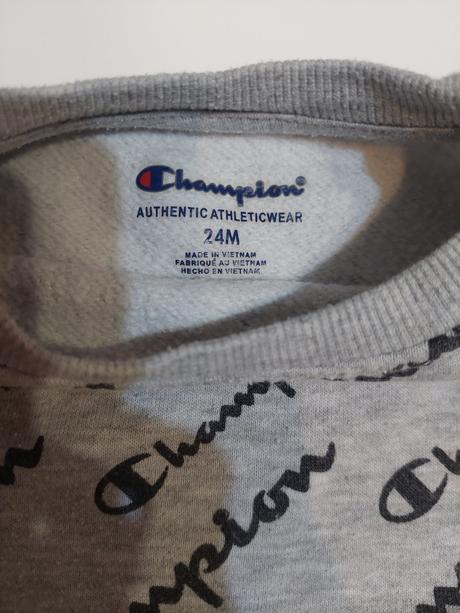 Champion
AUTHENTIC ATHLETICWEAR
24M
MADE IN VIETNAM
FABRIQUÉ AU VIETNAM
HECHO EN VIETNAM
Champion